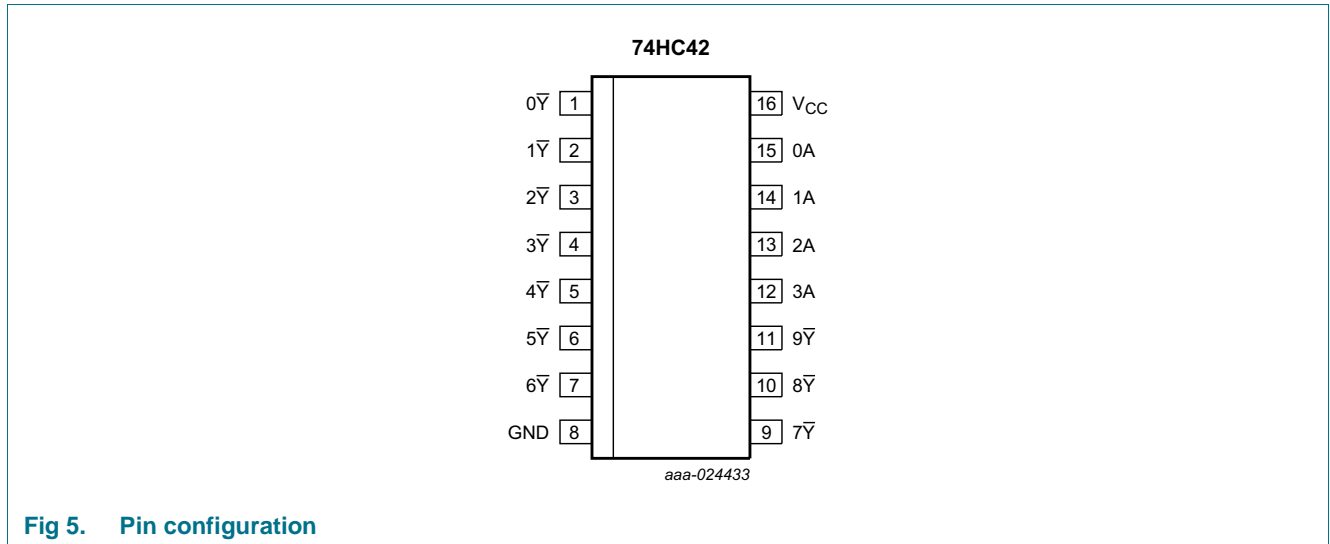 74HC42
0Y̅ 1 16 VCC
1Y̅ 2 15 0A
2Y̅ 3 14 1A
3Y̅ 4 13 2A
4Y̅ 5 12 3A
5Y̅ 6 11 9Y̅
6Y̅ 7 10 8Y̅
GND 8 9 7Y̅
aaa-024433
Fig 5. Pin configuration